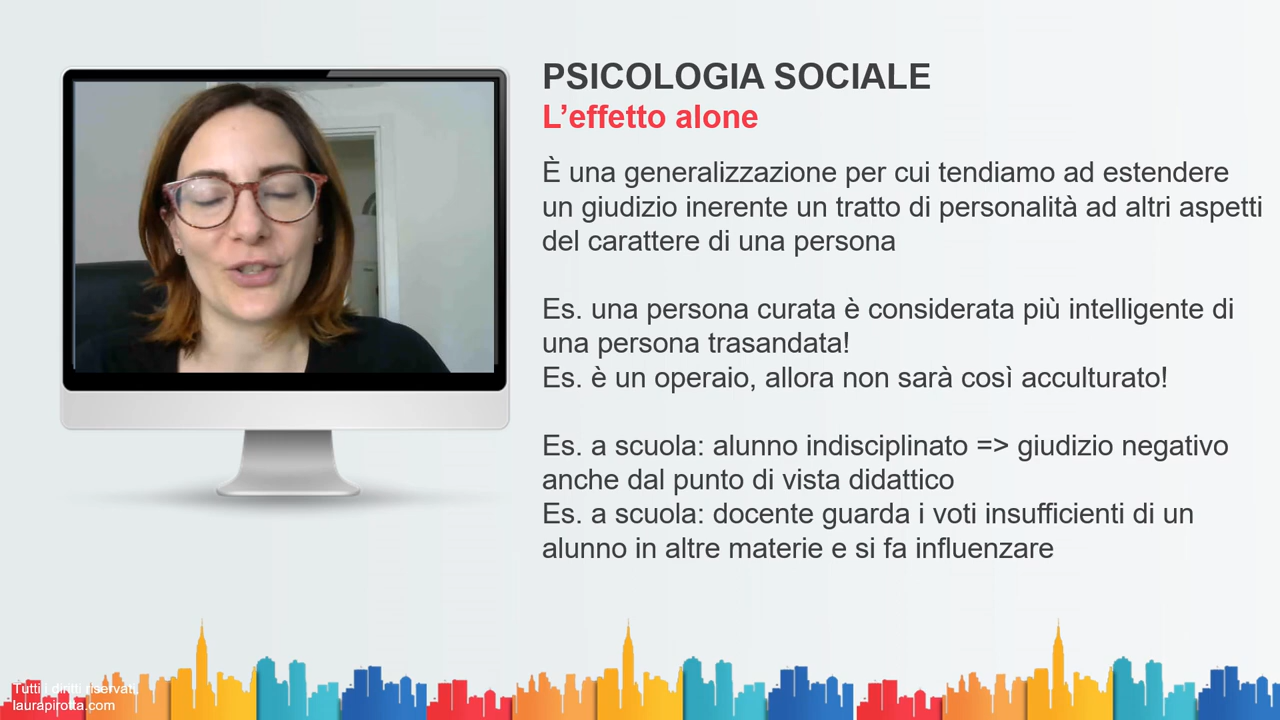 PSICOLOGIA SOCIALE
L’effetto alone
È una generalizzazione per cui tendiamo ad estendere
un giudizio inerente un tratto di personalità ad altri aspetti
del carattere di una persona
Es. una persona curata è considerata più intelligente di
una persona trasandata!
Es. è un operaio, allora non sarà così acculturato!
Es. a scuola: alunno indisciplinato => giudizio negativo
anche dal punto di vista didattico
Es. a scuola: docente guarda i voti insufficienti di un
alunno in altre materie e si fa influenzare
Tutti i diritti riservati
laurapirotta.com